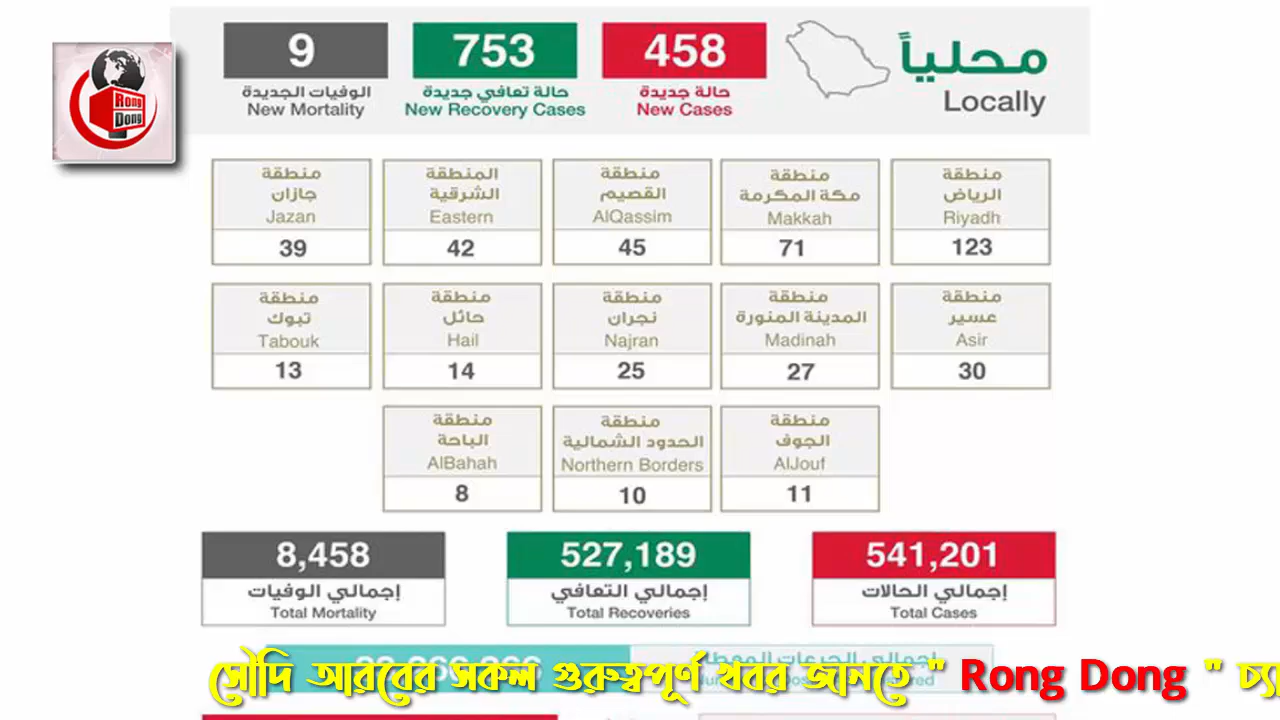 9
الوفيات الجديدة
New Mortality
753
حالة تعافي جديدة
New Recovery Cases
458
حالة جديدة
New Cases
محلياً
Locally
Rong
Dong
منطقة
جازان
Jazan
39
المنطقة
الشرقية
Eastern
42
منطقة
القصيم
AlQassim
45
منطقة
مكة المكرمة
Makkah
71
منطقة
الرياض
Riyadh
123
منطقة
تبوك
Tabouk
13
منطقة
حائل
Hail
14
منطقة
نجران
Najran
25
منطقة
المدينة المنورة
Madinah
27
منطقة
عسير
Asir
30
منطقة
الباحة
AlBahah
8
منطقة
الحدود الشمالية
Northern Borders
10
منطقة
الجوف
AlJouf
11
8,458
إجمالي الوفيات
Total Mortality
527,189
إجمالي التعافي
Total Recoveries
541,201
إجمالي الحالات
Total Cases
সৌদি আরবের সকল গুরুত্বপূর্ণ খবর জানতে " Rong Dong " চ্যা